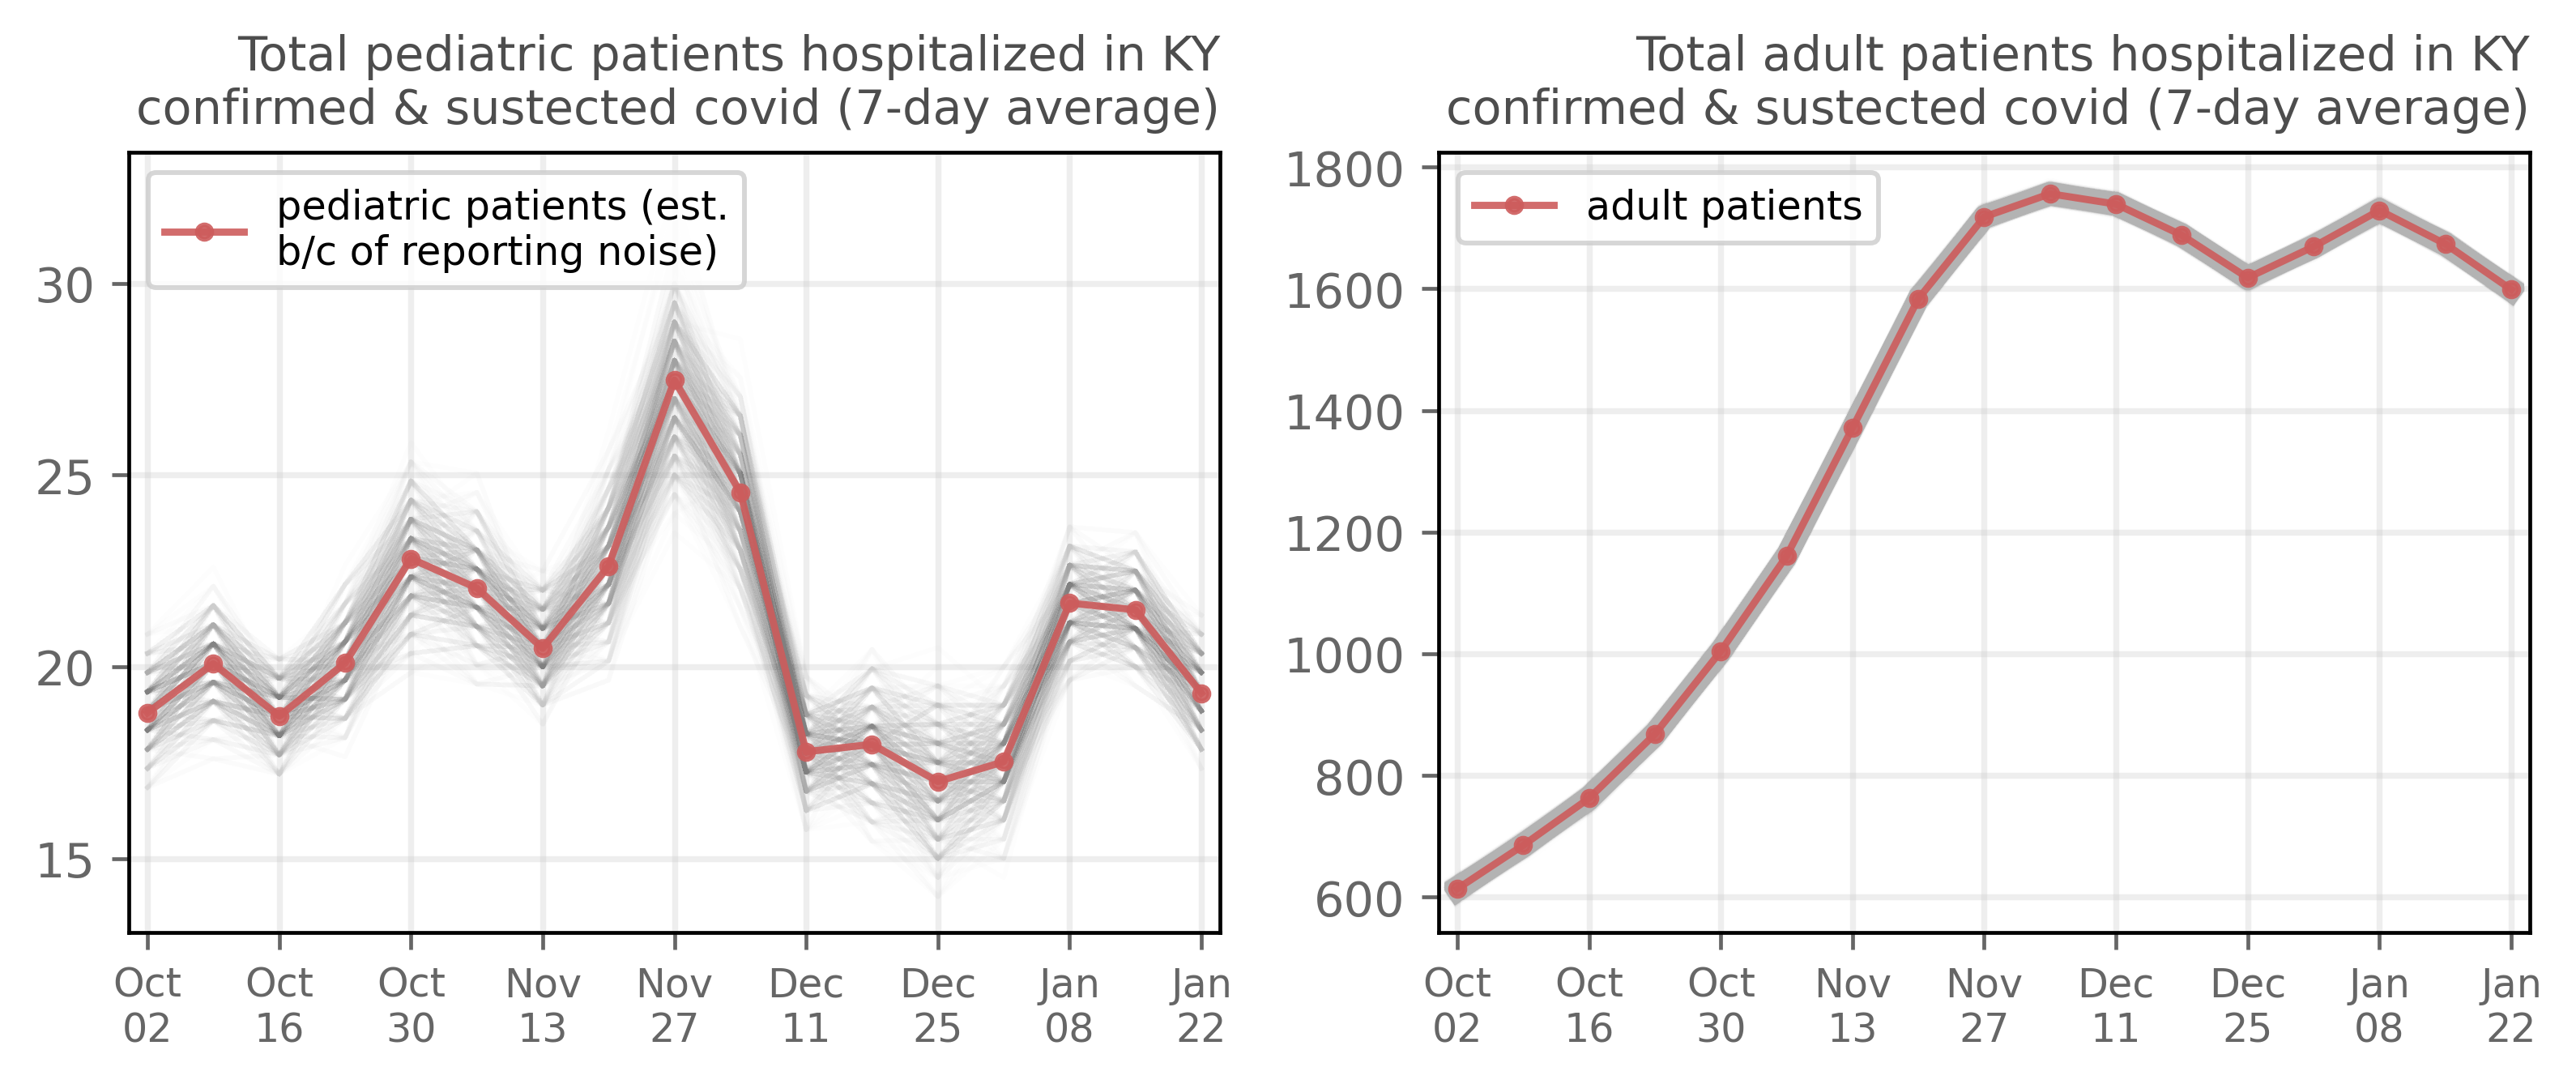 Total pediatric patients hospitalized in KY
confirmed & sustected covid (7-day average)
pediatric patients (est.
b/c of reporting noise)
30
25
20
15
Oct
02
Oct
16
Oct
30
Nov
13
Nov
27
Dec
11
Dec
25
Jan
08
Jan
22
Total adult patients hospitalized in KY
confirmed & sustected covid (7-day average)
adult patients
1800
1600
1400
1200
1000
800
600
Oct
02
Oct
16
Oct
30
Nov
13
Nov
27
Dec
11
Dec
25
Jan
08
Jan
22